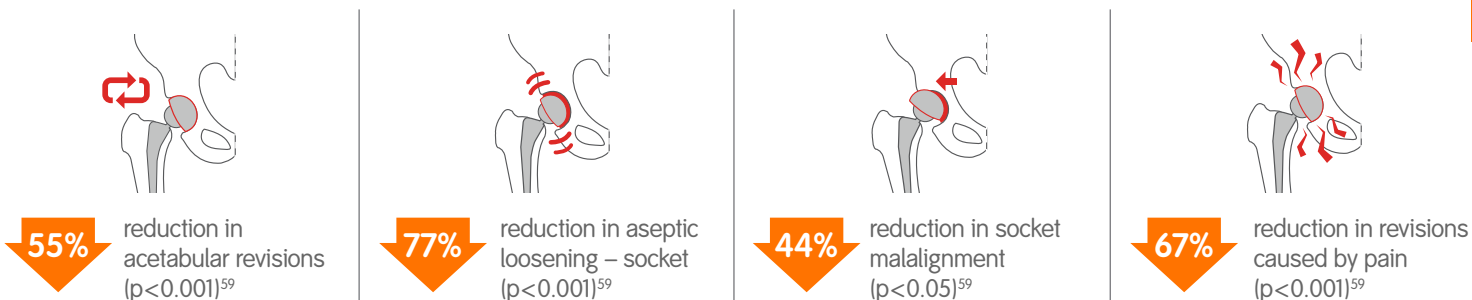 55%
reduction in
acetabular revisions
(p<0.001)59
77%
reduction in aseptic
loosening – socket
(p<0.001)59
44%
reduction in socket
malalignment
(p<0.05)59
67%
reduction in revisions
caused by pain
(p<0.001)59